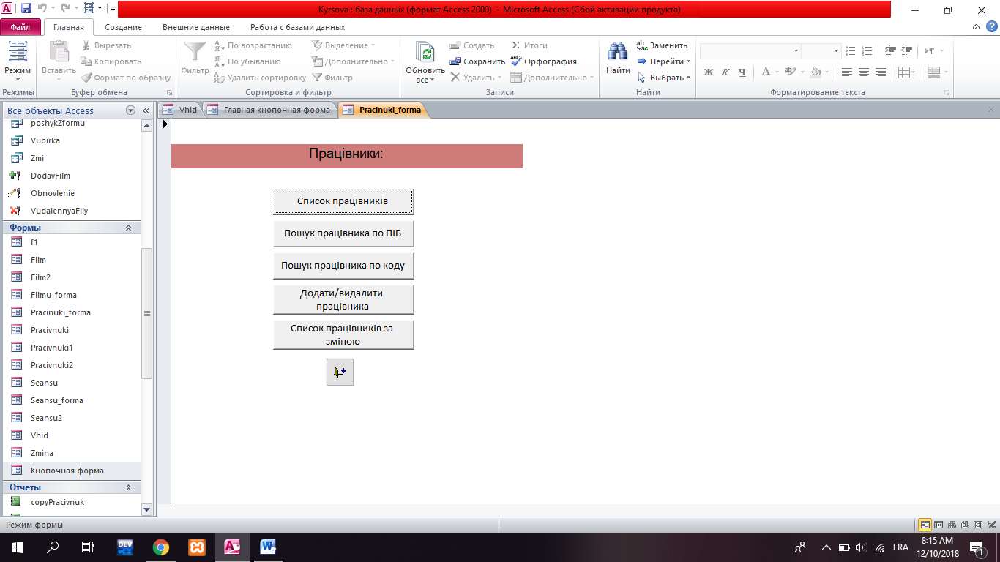 Kyrsova : база данных (формат Access 2000) - Microsoft Access (Сбой активации продукта)
Файл Главная Создание Внешние данные Работа с базами данных
Режим
Режимы
Вставить
Вырезать
Копировать
Формат по образцу
Буфер обмена
Фильтр
По возрастанию
По убыванию
Удалить сортировку
Выделение
Дополнительно
Фильтр
Сортировка и фильтр
Обновить
все
Создать
Сохранить
Удалить
Итоги
Орфография
Дополнительно
Записи
Найти
Заменить
Перейти
Выбрать
Найти
Ж К Ч А
Форматирование текста
Все объекты Access
poshykZformu
Vubirka
Zmi
DodavFilm
Obnovlenie
VudalennyaFily
Формы
f1
Film
Film2
Filmu_forma
Pracinuki_forma
Pracivnuki
Pracivnuki1
Pracivnuki2
Seansu
Seansu_forma
Seansu2
Vhid
Zmina
Кнопочная форма
Отчеты
copyPracivnuk
Vhid Главная кнопочная форма Pracinuki_forma
Працівники:
Список працівників
Пошук працівника по ПІБ
Пошук працівника по коду
Додати/видалити
працівника
Список працівників за
зміною
Режим формы
DEV
FRA
8:15 AM
12/10/2018
1